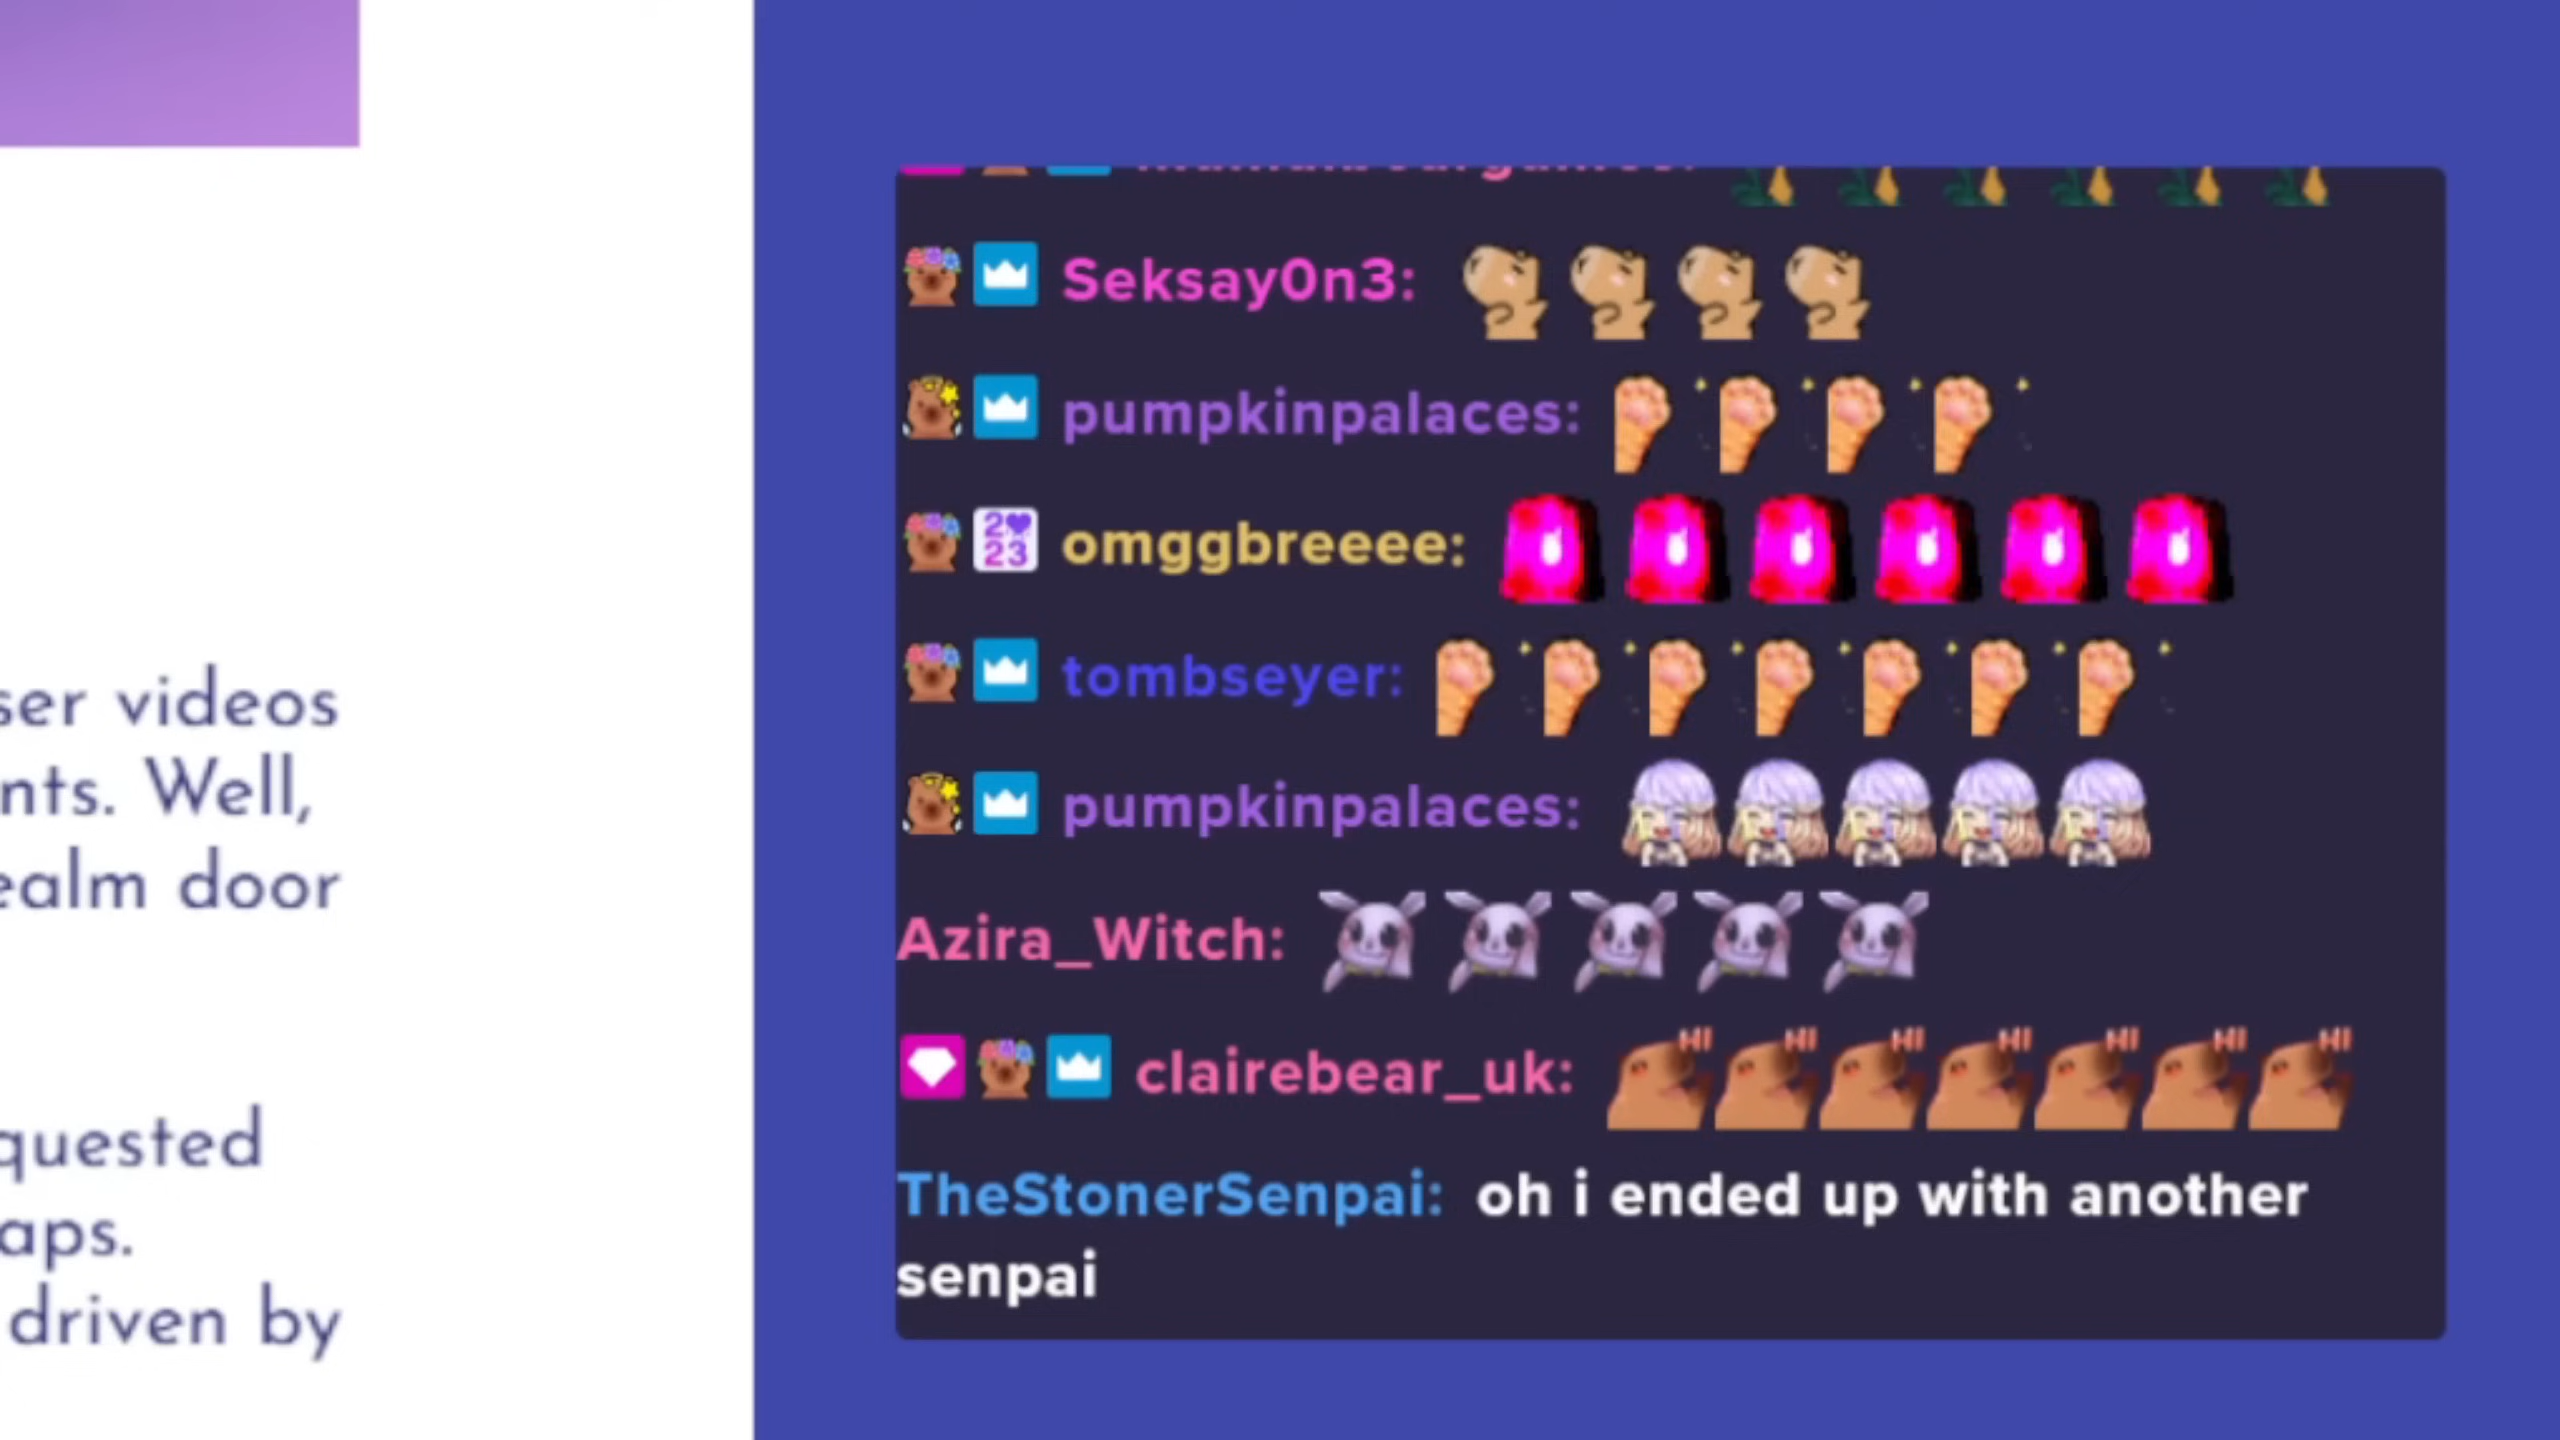 ser videos
nts. Well,
ealm door
quested
aps.
driven by
Seksay0n3:
pumpkinpalaces:
2 23 omggbreeee:
tombseyer:
pumpkinpalaces:
Azira_Witch:
clairebear_uk: HI HI HI HI HI HI HI
TheStonerSenpai: oh i ended up with another
senpai